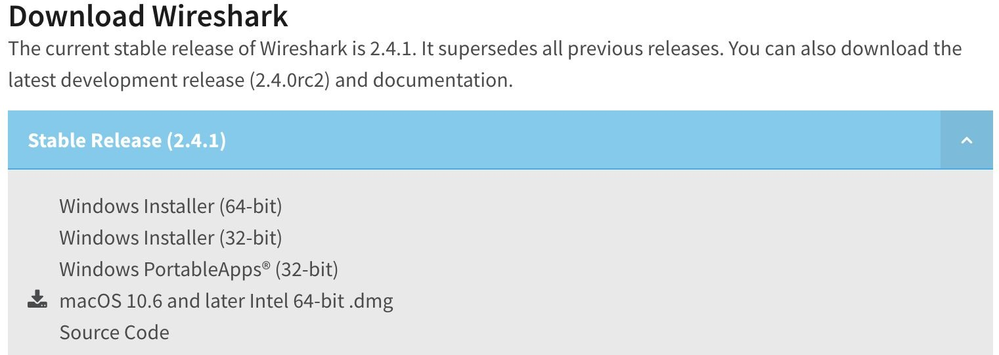 Download Wireshark
The current stable release of Wireshark is 2.4.1. It supersedes all previous releases. You can also download the
latest development release (2.4.0rc2) and documentation.
Stable Release (2.4.1)
Windows Installer (64-bit)
Windows Installer (32-bit)
Windows PortableApps® (32-bit)
macOS 10.6 and later Intel 64-bit .dmg
Source Code